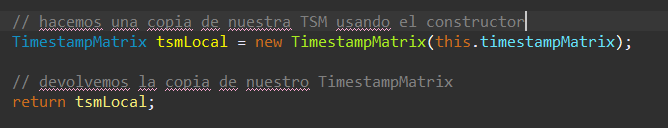 // hacemos una copia de nuestra TSM usando el constructor
TimestampMatrix tsmLocal = new TimestampMatrix(this.timestampMatrix);
// devolvemos la copia de nuestro TimestampMatrix
return tsmLocal;